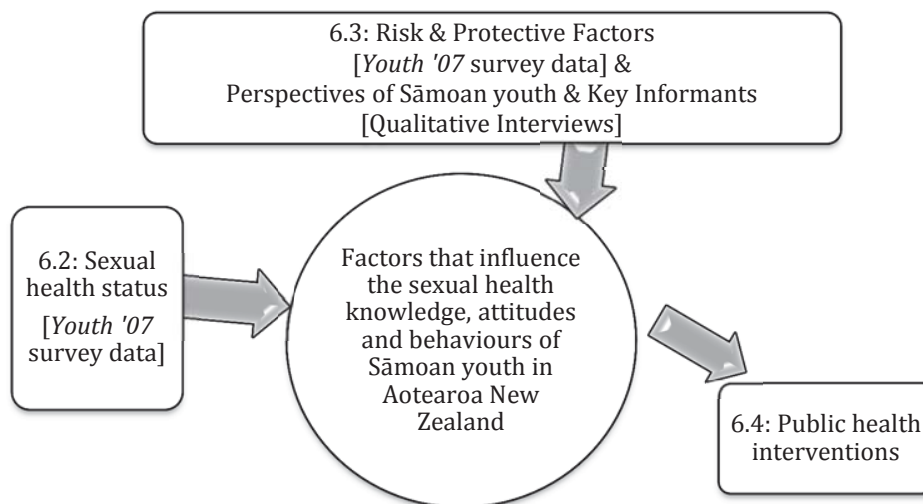 6.3: Risk & Protective Factors
[Youth '07 survey data] &
Perspectives of Sāmoan youth & Key Informants
[Qualitative Interviews]
6.2: Sexual
health status
[Youth '07
survey data]
Factors that influence
the sexual health
knowledge, attitudes
and behaviours of
Sāmoan youth in
Aotearoa New
Zealand
6.4: Public health
interventions